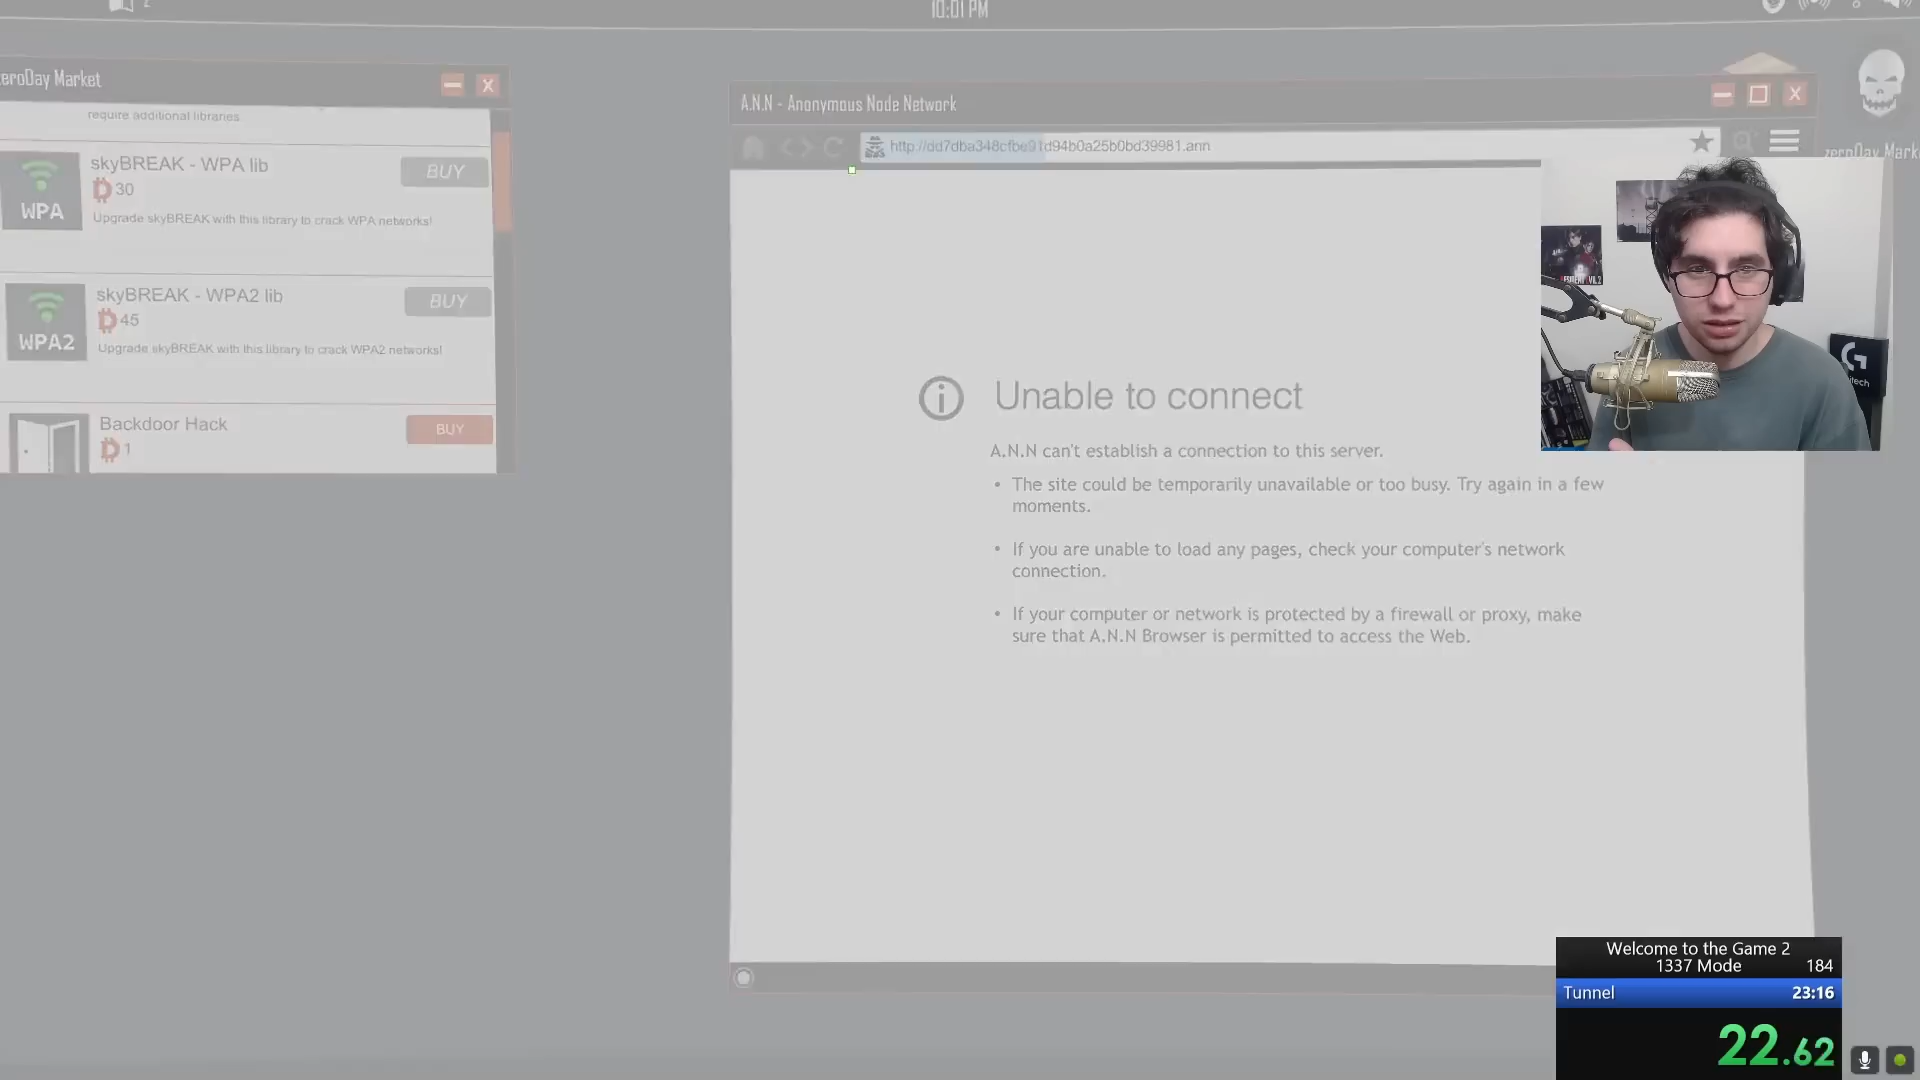 10:01 PM
zeroDay Market
require additional libraries.
skyBREAK - WPA lib
BUY
30
WPA
Upgrade skyBREAK with this library to crack WPA networks!
skyBREAK - WPA2 lib
BUY
45
WPA2
Upgrade skyBREAK with this library to crack WPA2 networks!
Backdoor Hack
BUY
1
A.N.N - Anonymous Node Network
http://dd7dba348cfbe91d94b0a25b0bd39981.ann
Unable to connect
A.N.N can't establish a connection to this server.
• The site could be temporarily unavailable or too busy. Try again in a few
moments.
• If you are unable to load any pages, check your computer's network
connection.
• If your computer or network is protected by a firewall or proxy, make
sure that A.N.N Browser is permitted to access the Web.
zeroDay Mark
Welcome to the Game 2
1337 Mode 184
Tunnel 23:16
22.62